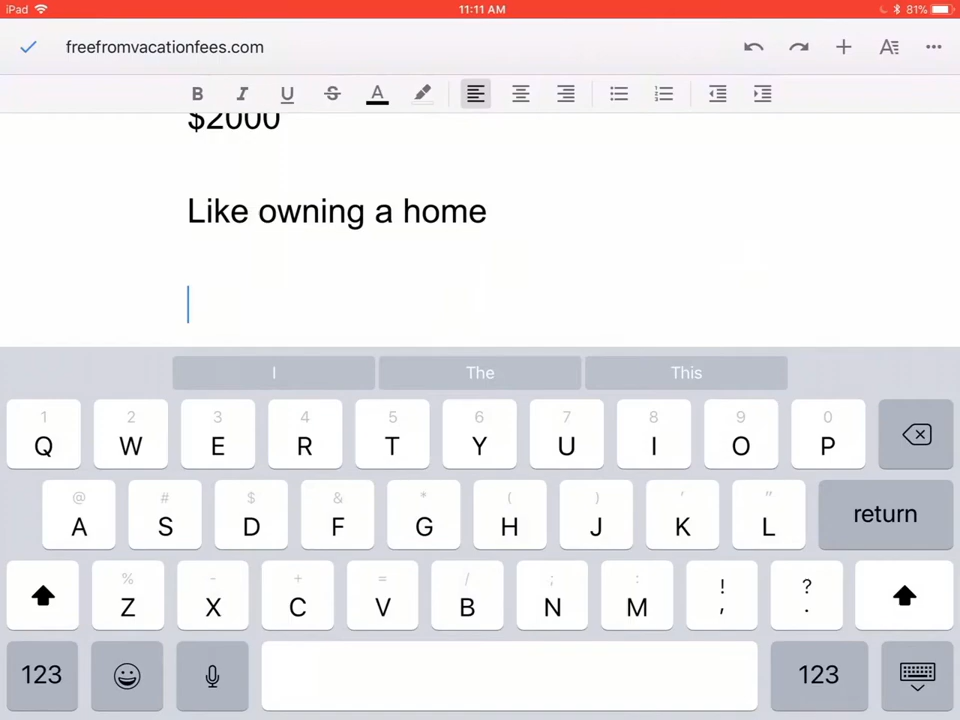 iPad 11:11 AM 81%
freefromvacationfees.com
B I U S A A
$2000
Like owning a home
I The This
1 2 3 4 5 6 7 8 9 0
Q W E R T Y U I O P
@ # $ & * ( ) ' "
A S D F G H J K L return
% - + = / ; : ! ?
Z X C V B N M , .
123 123